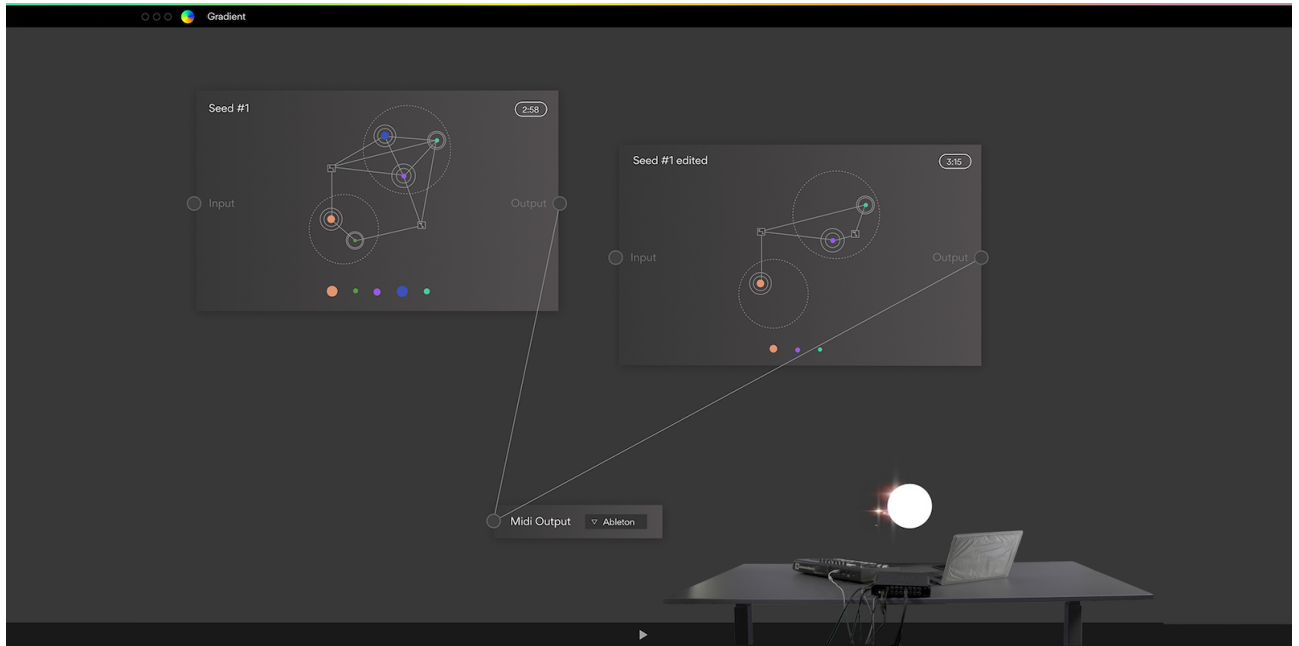 Gradient
Seed #1
2:58
Input
Output
Seed #1 edited
3:15
Input
Output
Midi Output
Ableton